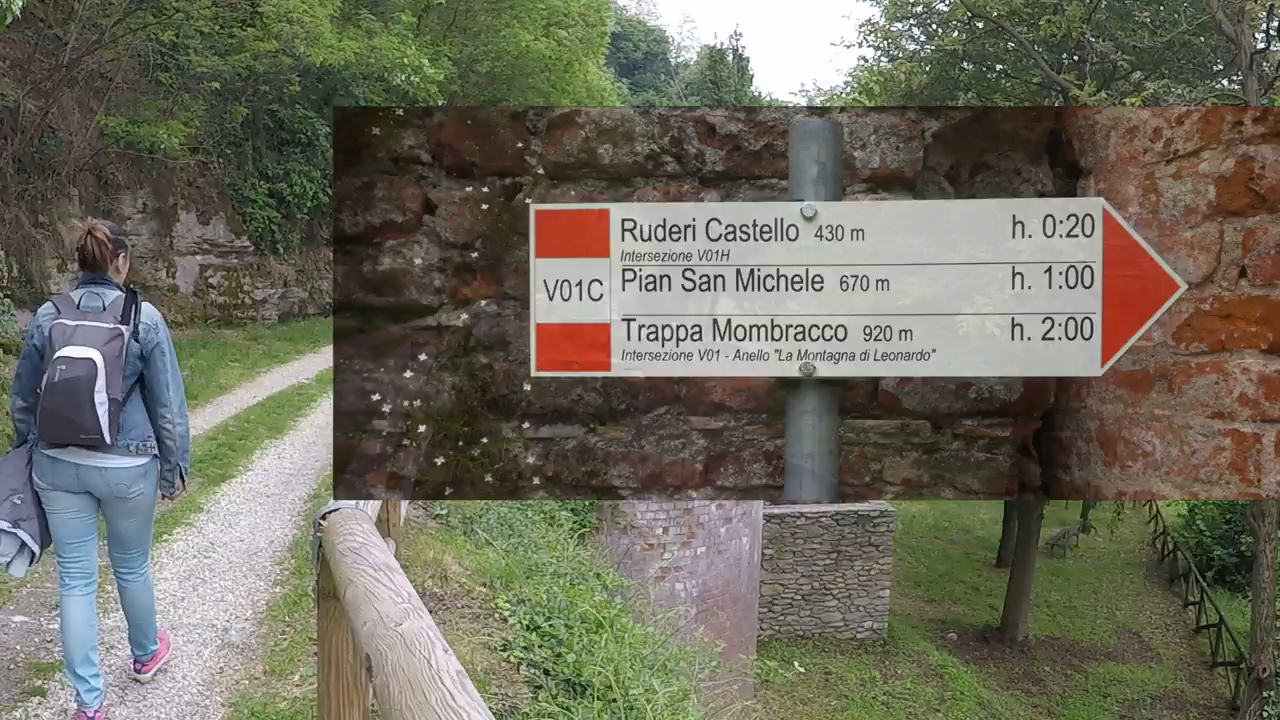 Ruderi Castello 430 m h. 0:20
Intersezione V01H
V01C Pian San Michele 670 m h. 1:00
Trappa Mombracco 920 m h. 2:00
Intersezione V01 - Anello "La Montagna di Leonardo"